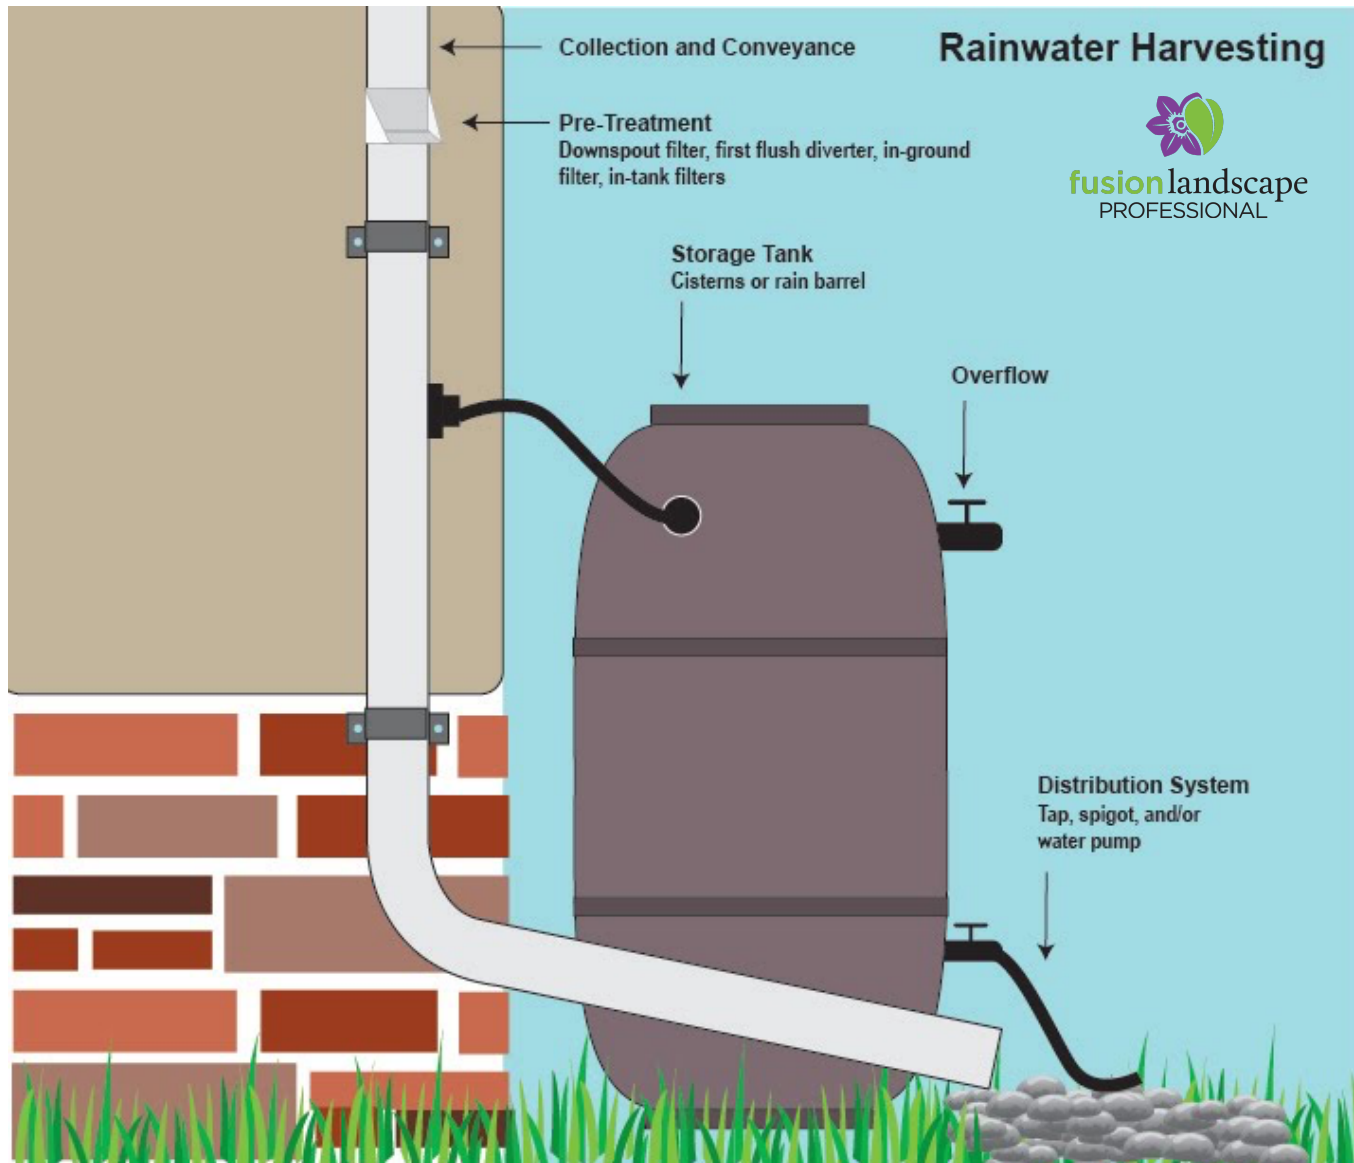 Collection and Conveyance
Rainwater Harvesting
Pre-Treatment
Downspout filter, first flush diverter, in-ground
filter, in-tank filters
fusion landscape
PROFESSIONAL
Storage Tank
Cisterns or rain barrel
Overflow
Distribution System
Tap, spigot, and/or
water pump